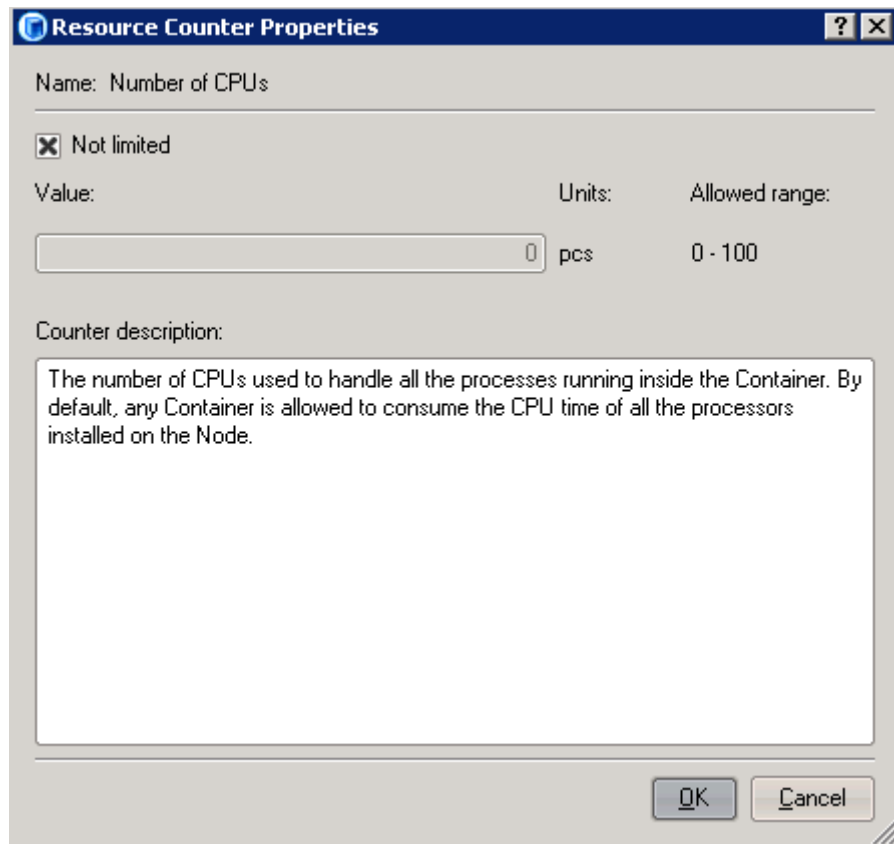 Resource Counter Properties
Name: Number of CPUs
Not limited
Value: Units: Allowed range:
0 pcs 0 - 100
Counter description:
The number of CPUs used to handle all the processes running inside the Container. By
default, any Container is allowed to consume the CPU time of all the processors
installed on the Node.
OK Cancel